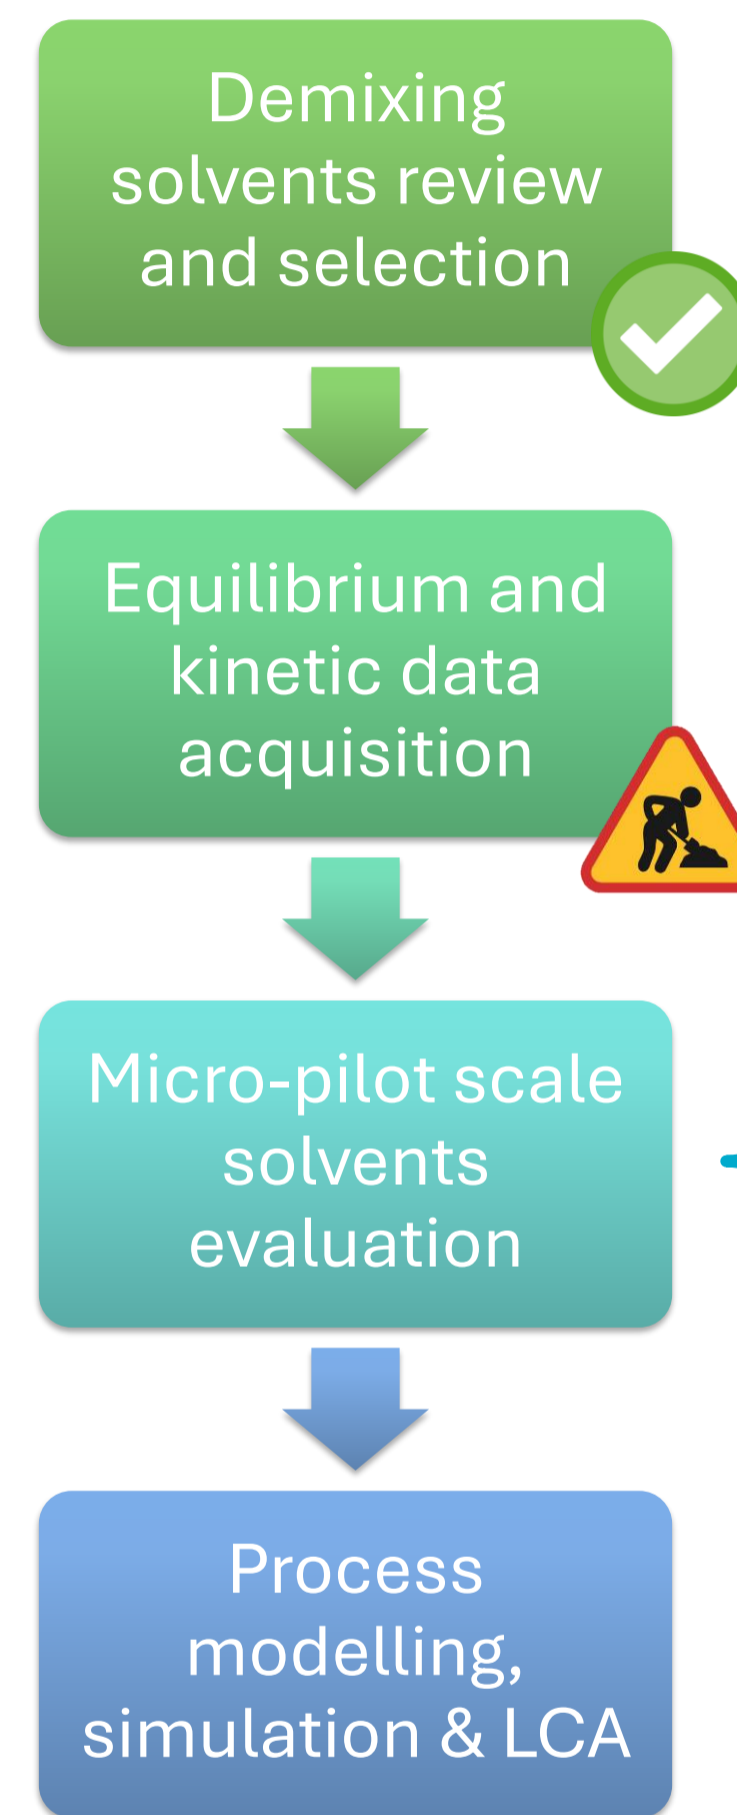 Demixing
solvents review
and selection
Equilibrium and
kinetic data
acquisition
Micro-pilot scale
solvents
evaluation
Process
modelling,
simulation & LCA